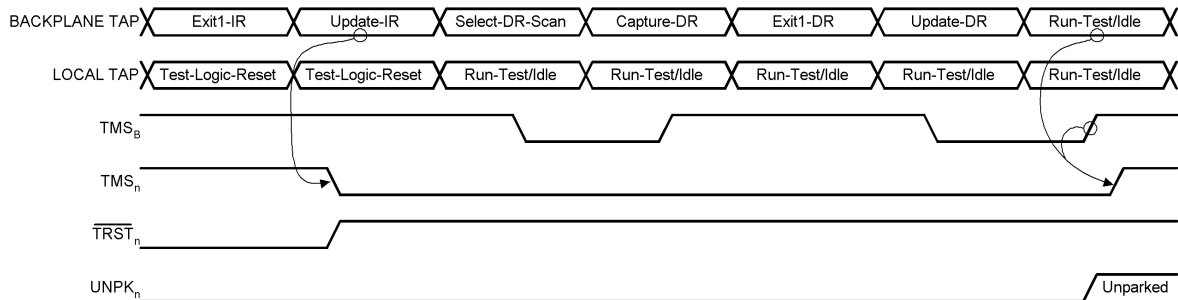 BACKPLANE TAP Exit1-IR Update-IR Select-DR-Scan Capture-DR Exit1-DR Update-DR Run-Test/Idle
LOCAL TAP Test-Logic-Reset Test-Logic-Reset Run-Test/Idle Run-Test/Idle Run-Test/Idle Run-Test/Idle Run-Test/Idle
TMSB
TMSn
TRSTn
UNPKn Unparked